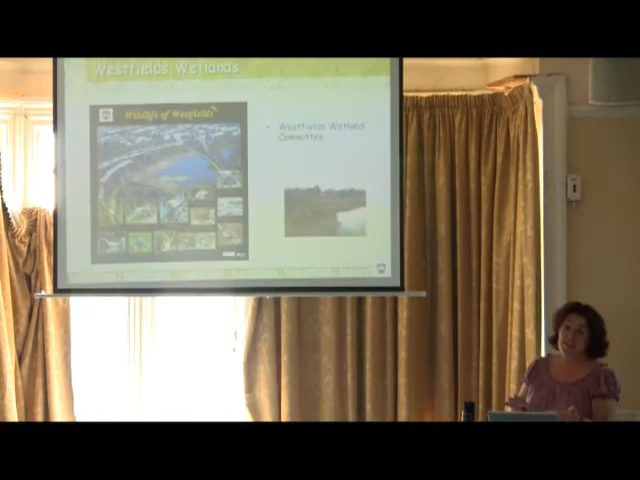 Westfields Wetlands
Wildlife of Westfields
• Westfields Wetland
Committee